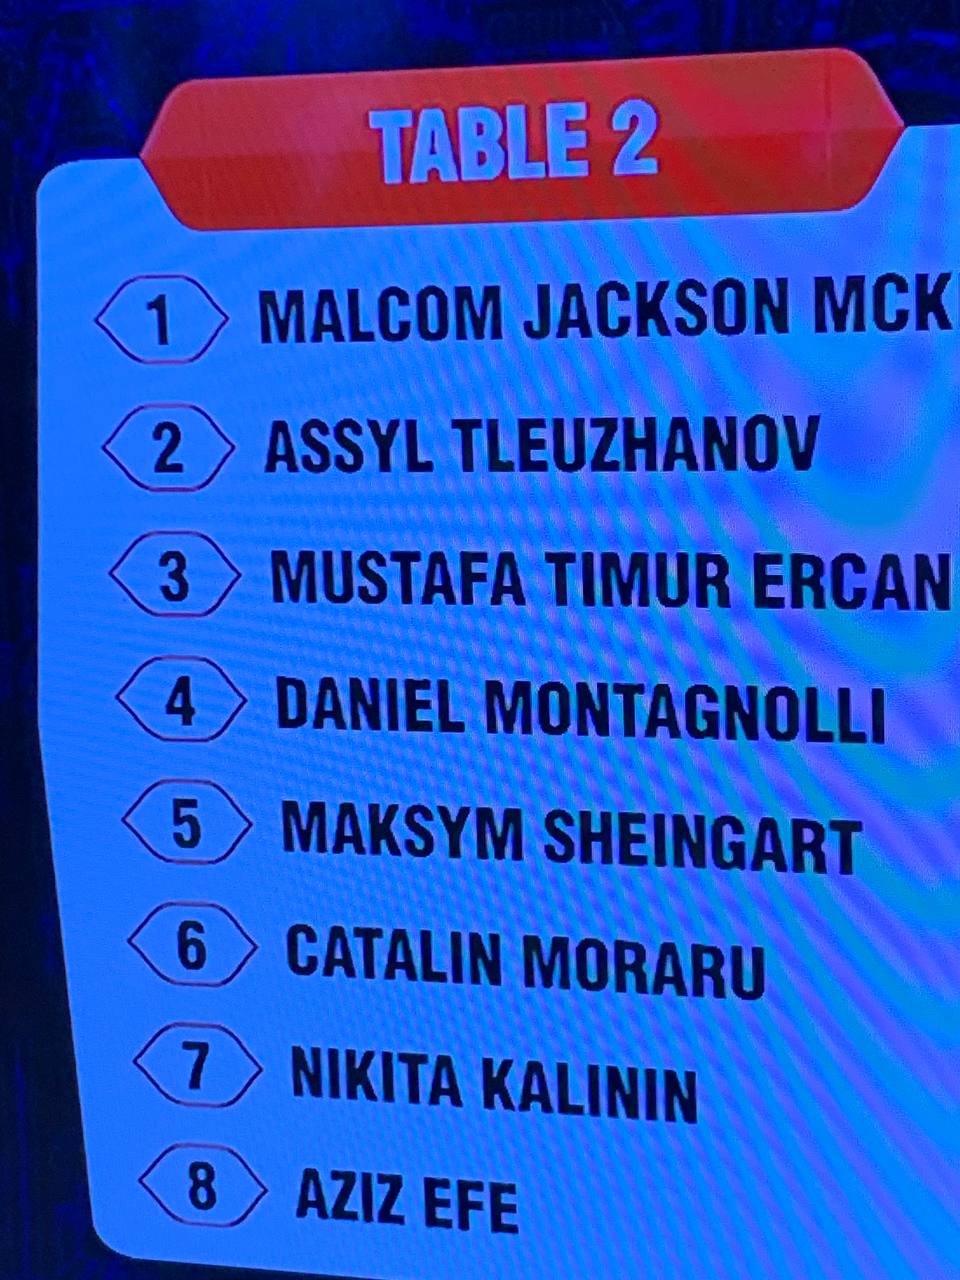 TABLE 2
1 MALCOM JACKSON MCK
2 ASSYL TLEUZHANOV
3 MUSTAFA TIMUR ERCAN
4 DANIEL MONTAGNOLLI
5 MAKSYM SHEINGART
6 CATALIN MORARU
7 NIKITA KALININ
8 AZIZ EFE